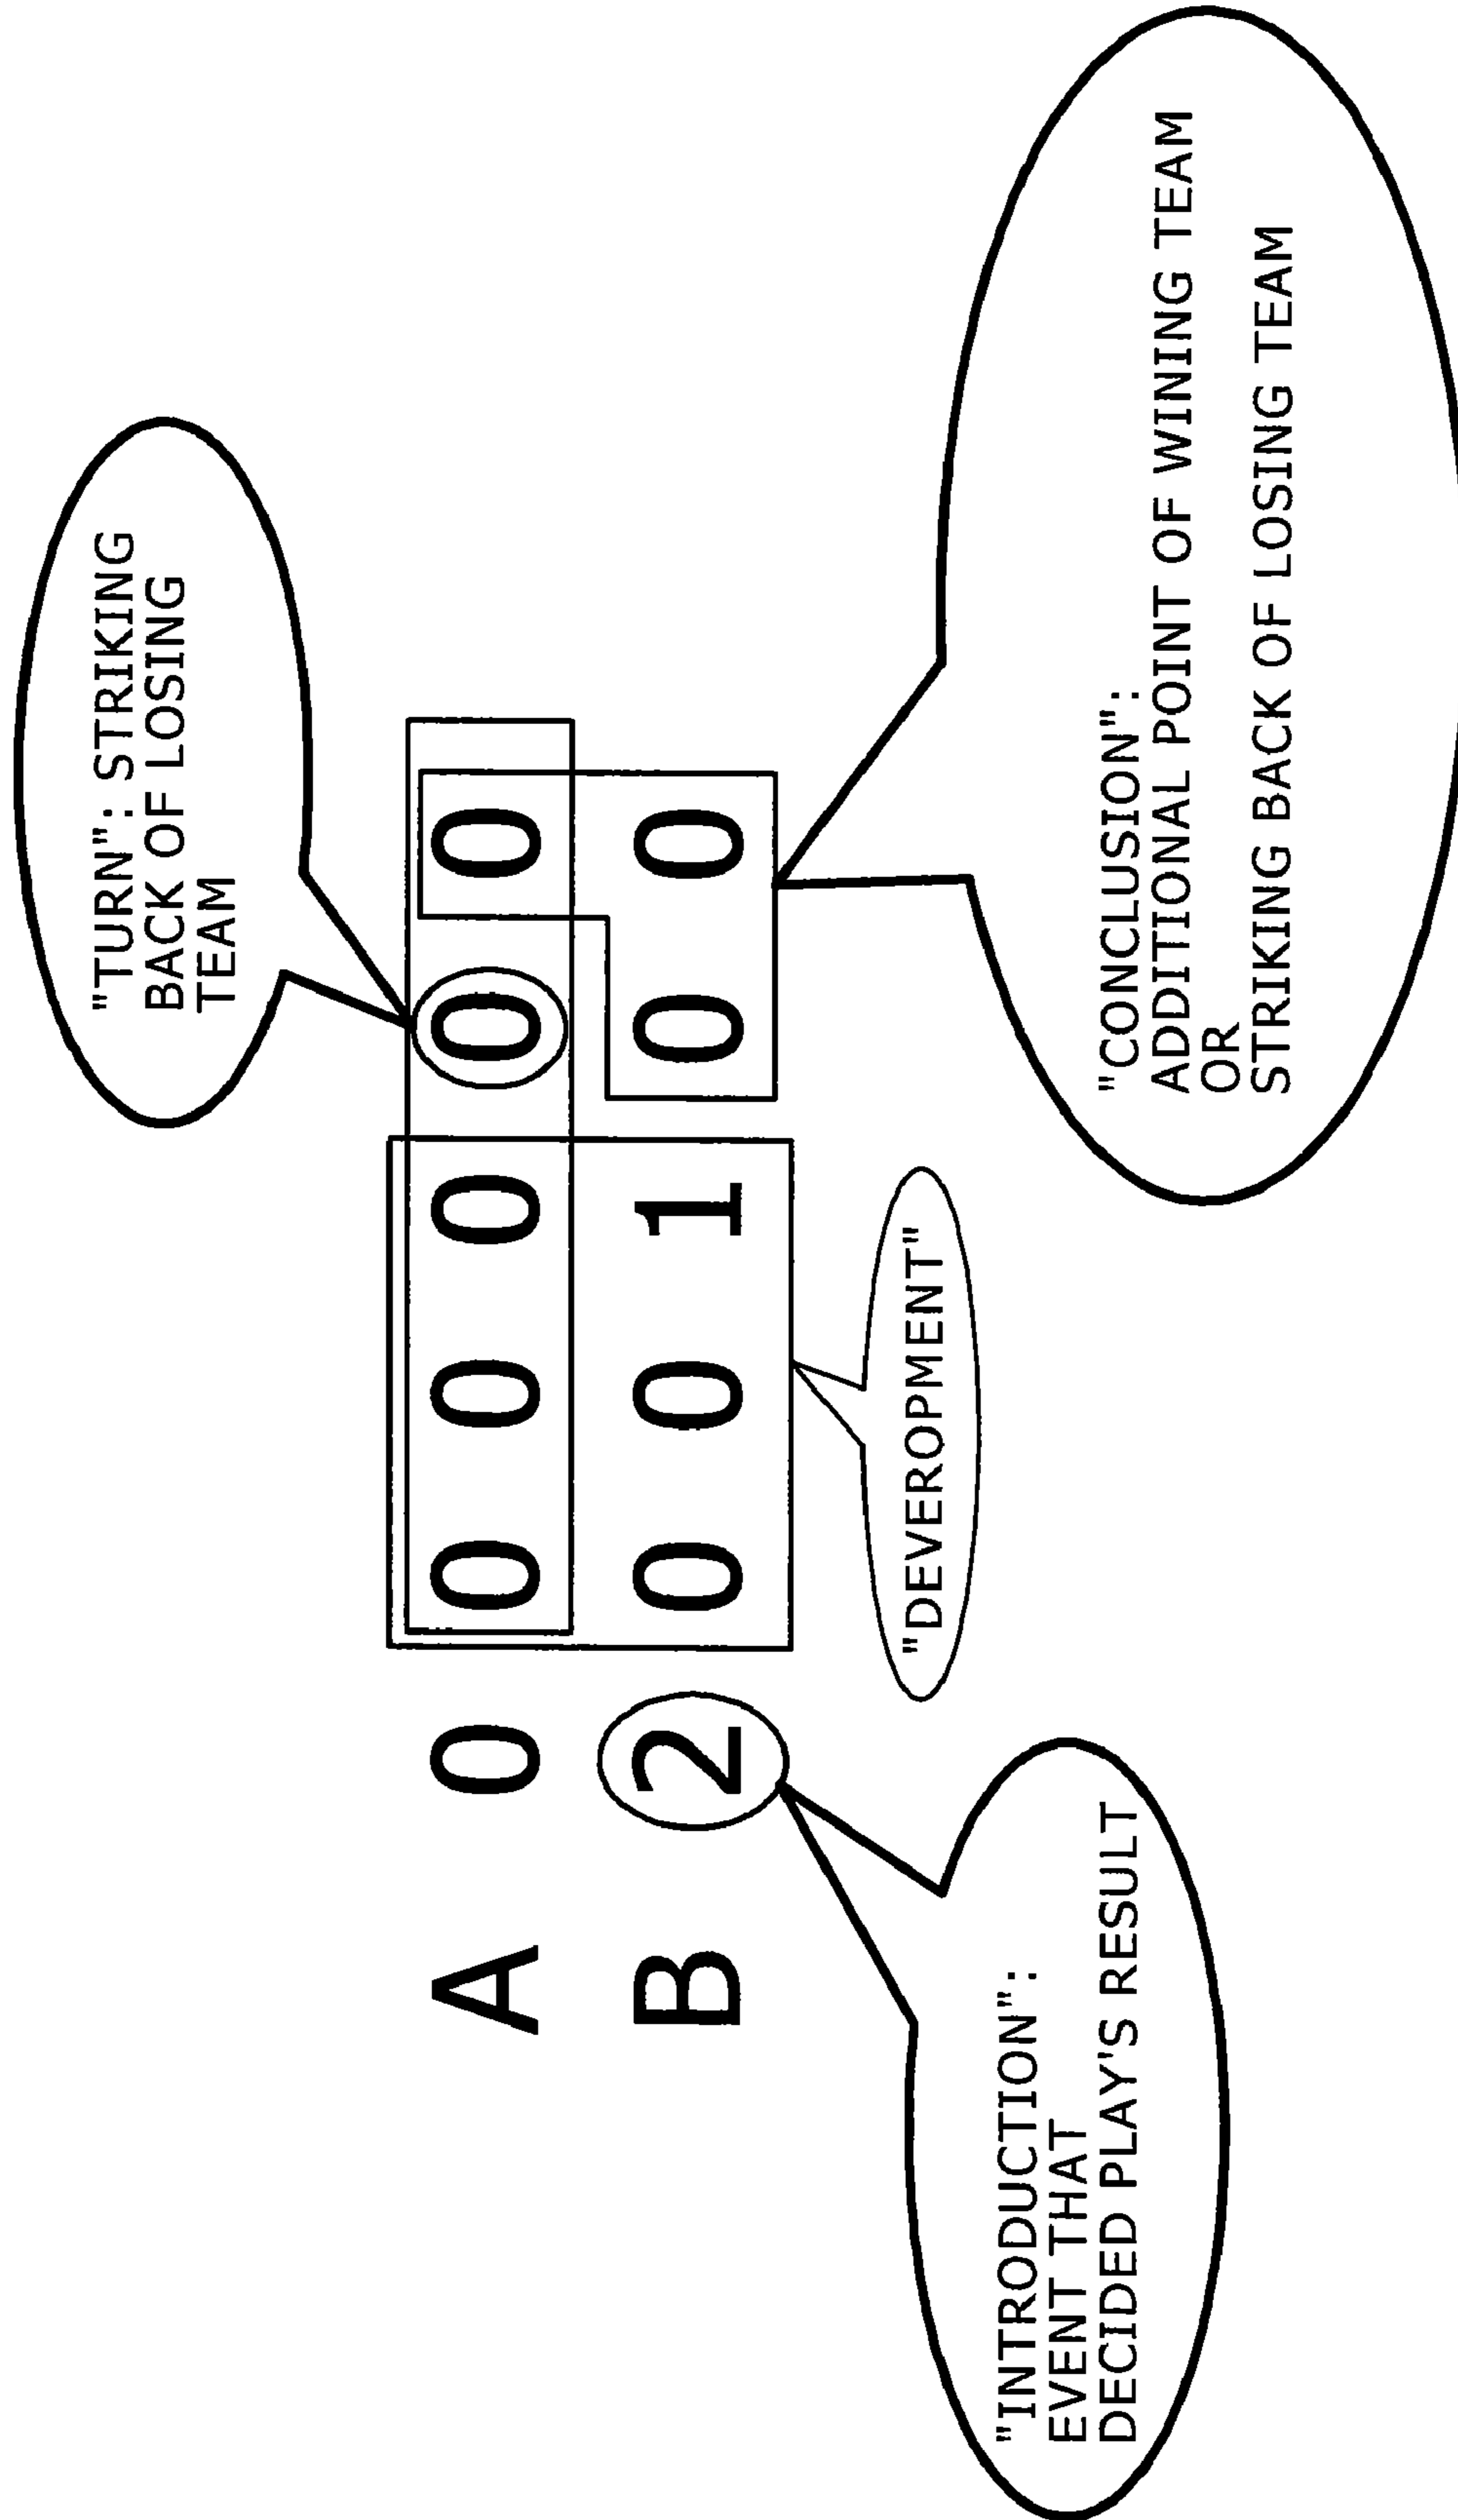 "TURN": STRIKING
BACK OF LOSING
TEAM
A 0 0 0 0 0 0
B 2 0 0 1 0 0
"DEVEROPMENT"
"INTRODUCTION":
EVENT THAT
DECIDED PLAY'S RESULT
"CONCLUSION":
ADDITIONAL POINT OF WINING TEAM
OR
STRIKING BACK OF LOSING TEAM